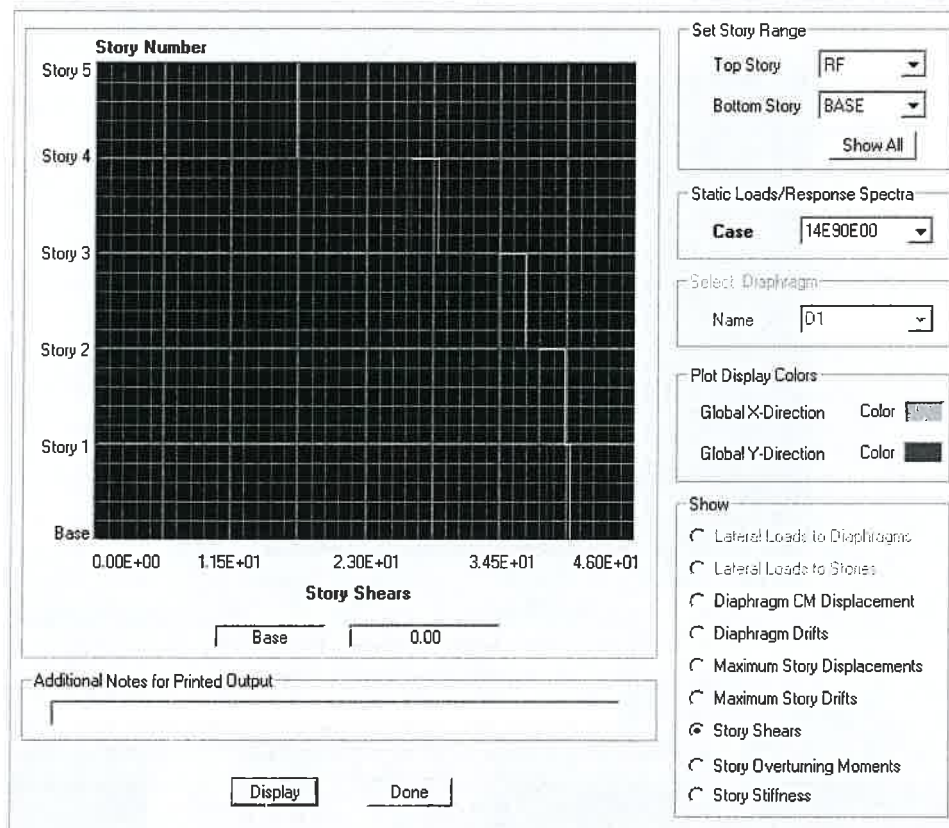 Story Number
Story 5
Story 4
Story 3
Story 2
Story 1
Base
0.00E+00 1.15E+01 2.30E+01 3.45E+01 4.60E+01
Story Shears
Base 0.00
Additional Notes for Printed Output
Display Done
Set Story Range
Top Story RF
Bottom Story BASE
Show All
Static Loads/Response Spectra
Case 14E90E00
Select Diaphragm
Name D1
Plot Display Colors
Global X-Direction Color
Global Y-Direction Color
Show
Lateral Loads to Diaphragms
Lateral Loads to Stories
Diaphragm CM Displacement
Diaphragm Drifts
Maximum Story Displacements
Maximum Story Drifts
Story Shears
Story Overturning Moments
Story Stiffness